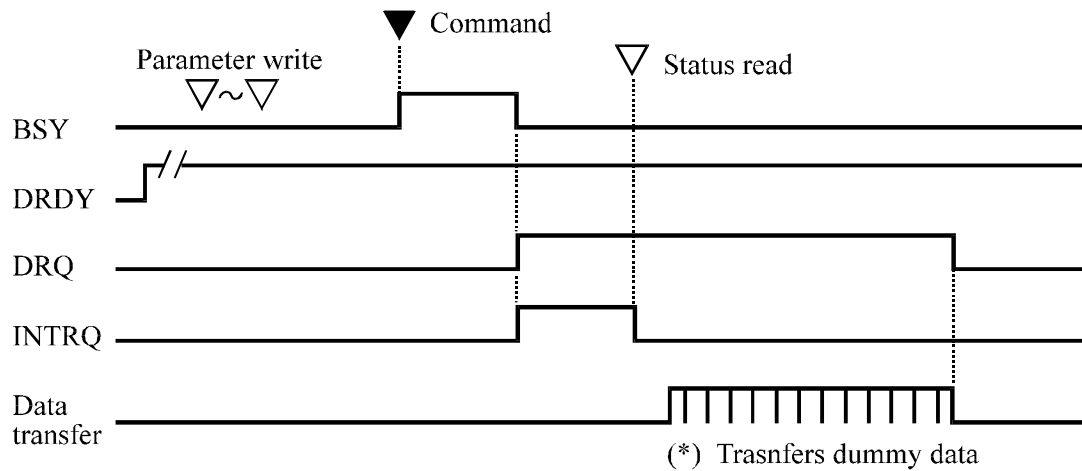 Command
Parameter write
Status read
～
BSY
DRDY
DRQ
INTRQ
Data
transfer
(*) Trasnfers dummy data